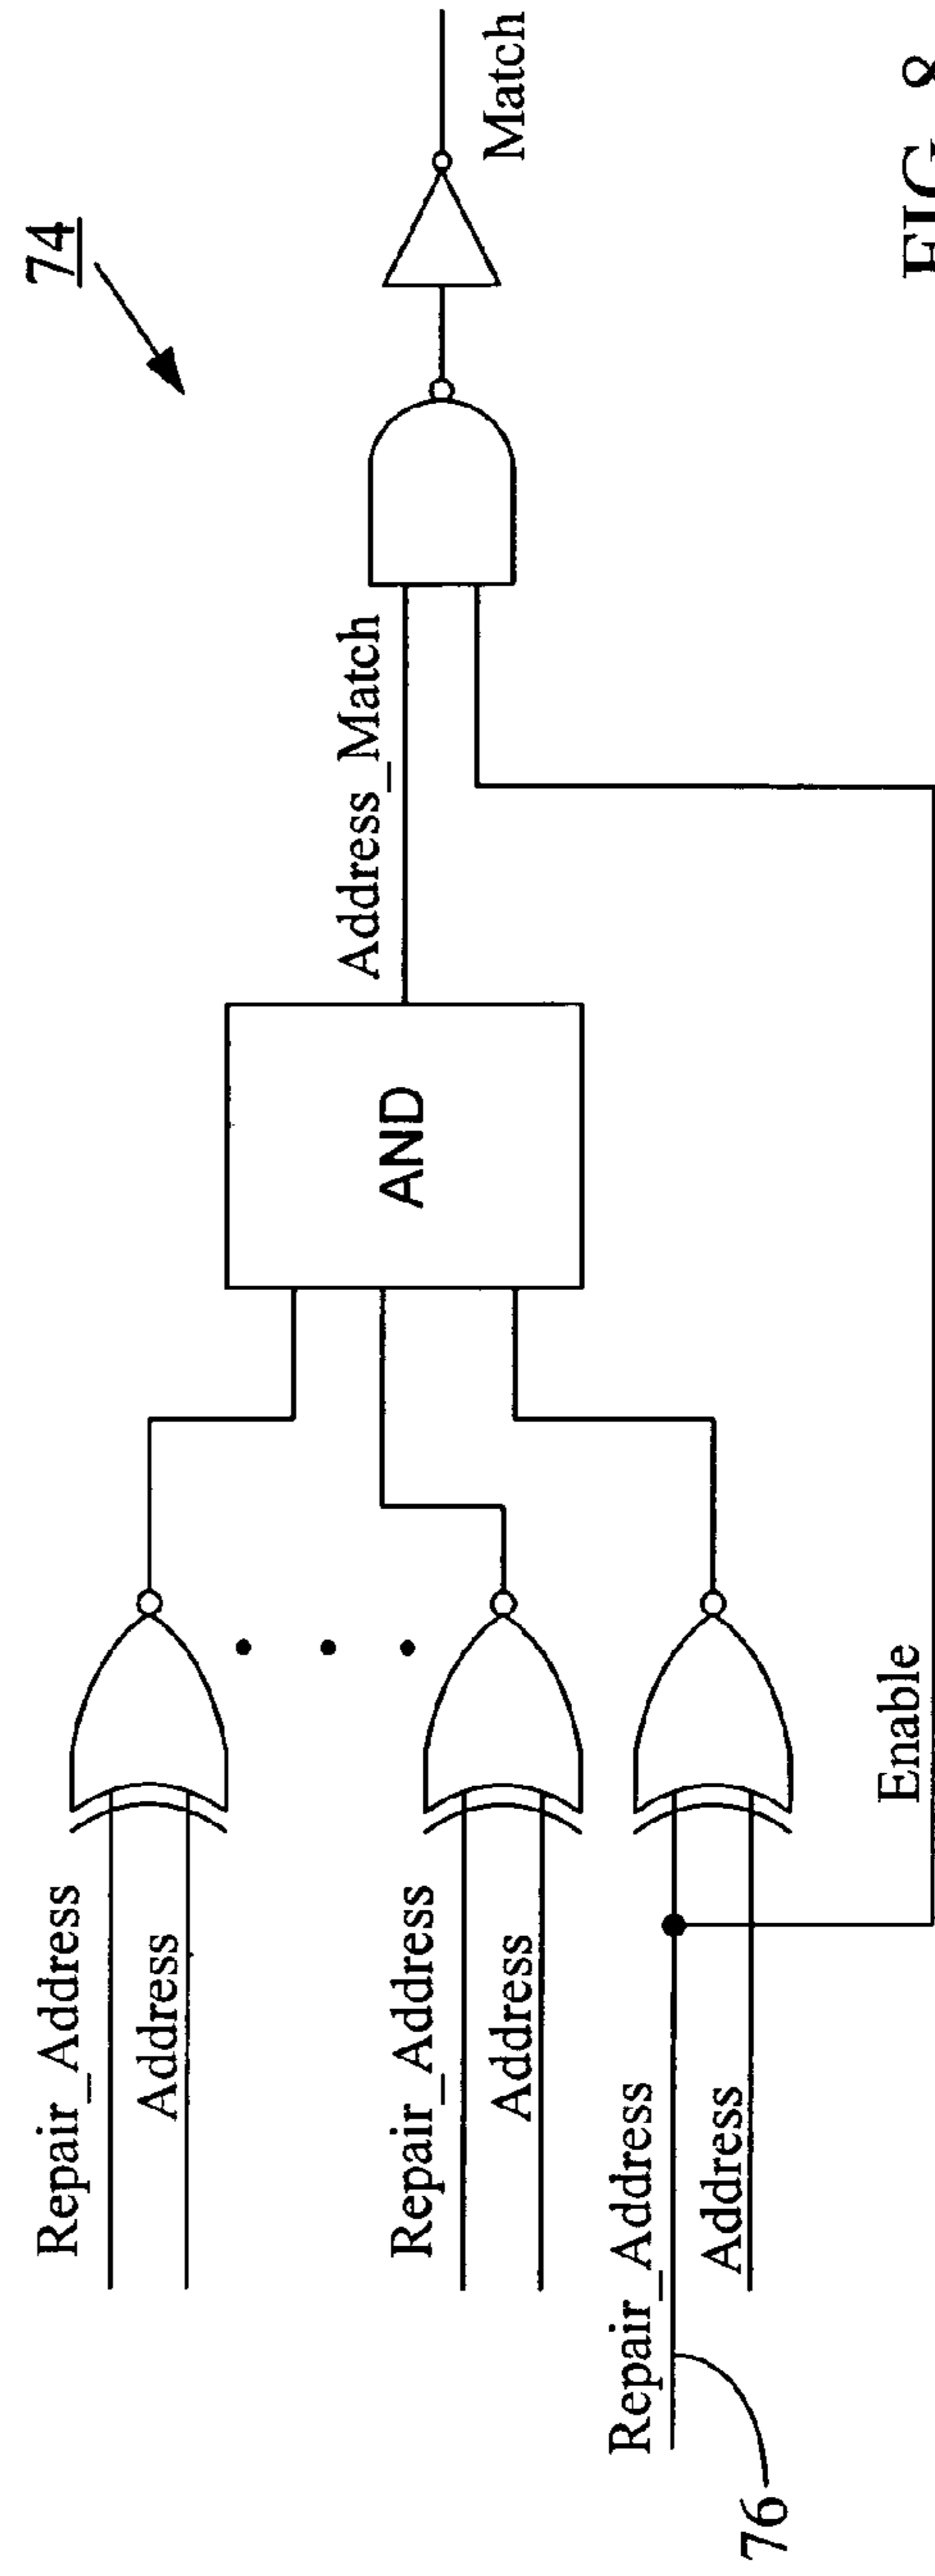 74
Repair_Address
Address
Repair_Address
Address
Repair_Address
Address
76
AND
Address_Match
Enable
Match
FIG. 8